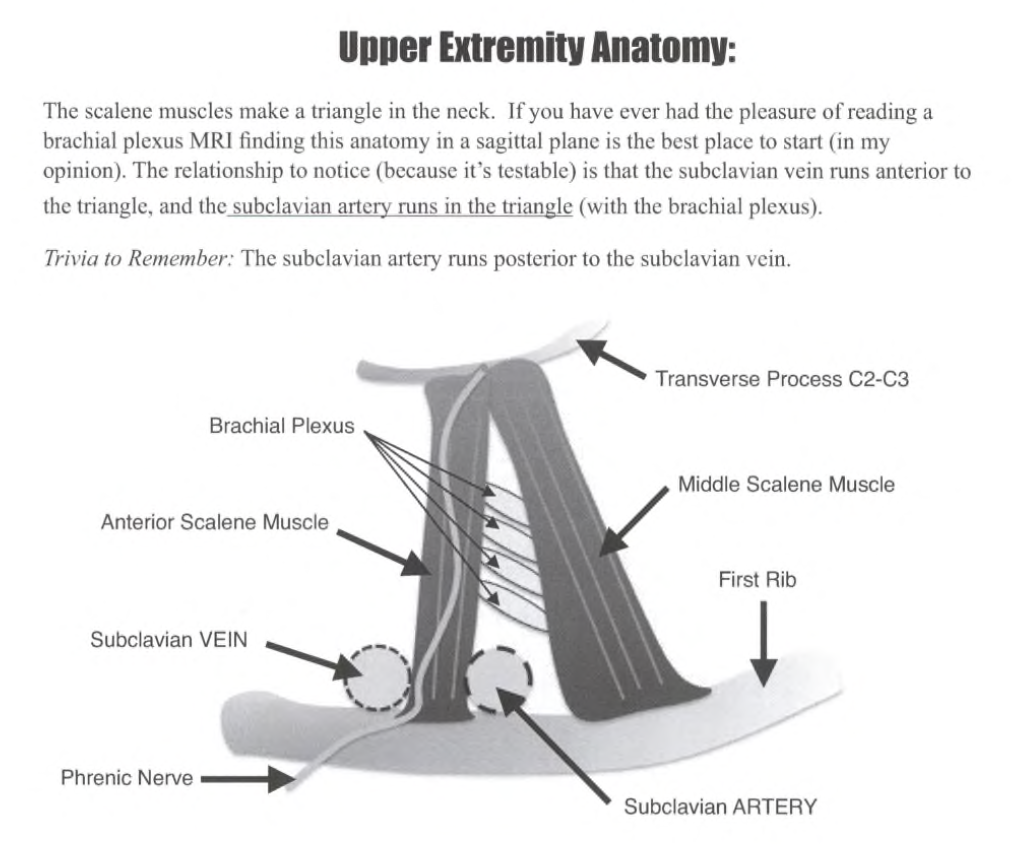 Upper Extremity Anatomy:
The scalene muscles make a triangle in the neck.  If you have ever had the pleasure of reading a
brachial plexus MRI finding this anatomy in a sagittal plane is the best place to start (in my
opinion). The relationship to notice (because it's testable) is that the subclavian vein runs anterior to
the triangle, and the subclavian artery runs in the triangle (with the brachial plexus).
Trivia to Remember: The subclavian artery runs posterior to the subclavian vein.
Transverse Process C2-C3
Brachial Plexus
Middle Scalene Muscle
Anterior Scalene Muscle
First Rib
Subclavian VEIN
Phrenic Nerve
Subclavian ARTERY